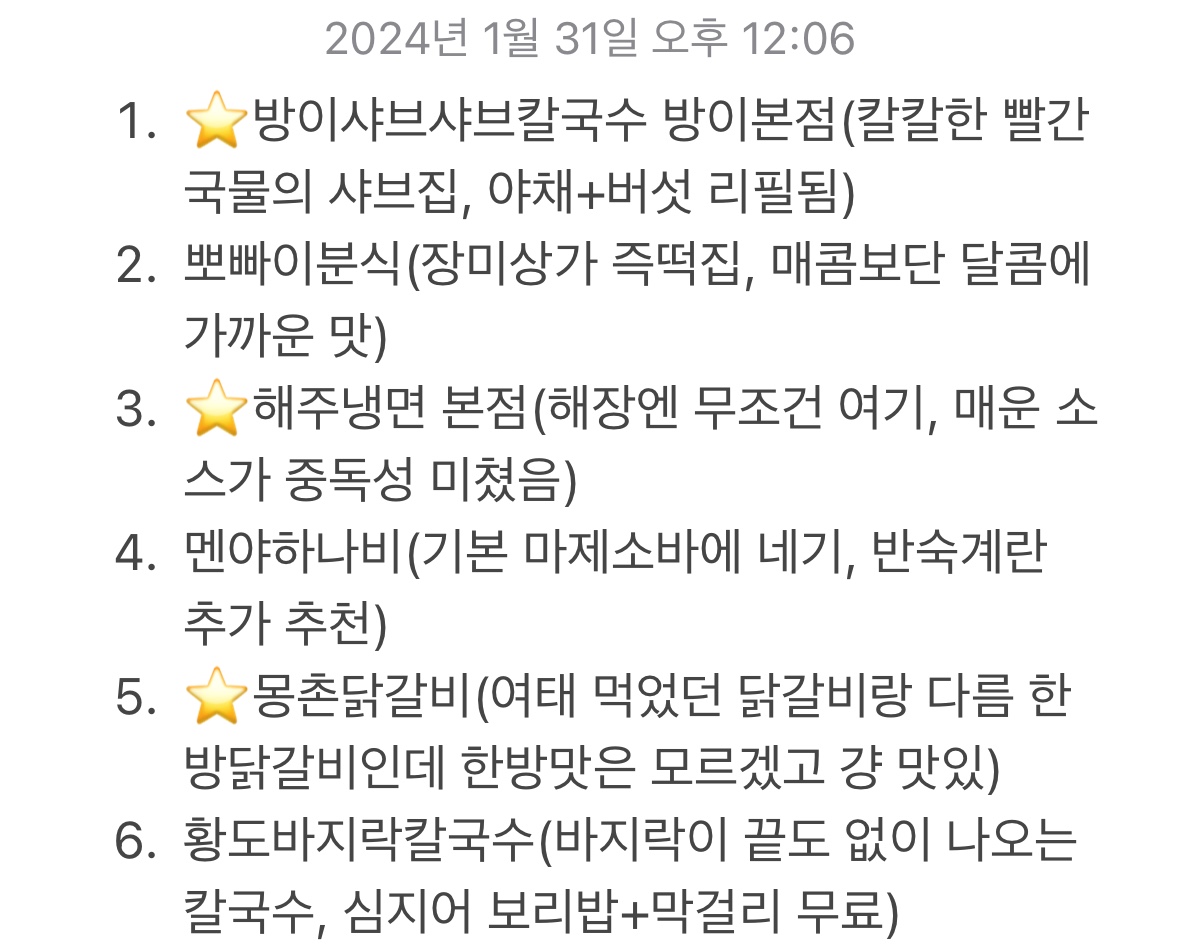 2024년 1월 31일 오후 12:06
1. ⭐방이샤브샤브칼국수 방이본점(칼칼한 빨간
국물의 샤브집, 야채+버섯 리필됨)
2. 뽀빠이분식(장미상가 즉떡집, 매콤보단 달콤에
가까운 맛)
3. ⭐해주냉면 본점(해장엔 무조건 여기, 매운 소
스가 중독성 미쳤음)
4. 멘야하나비(기본 마제소바에 네기, 반숙계란
추가 추천)
5. ⭐몽촌닭갈비(여태 먹었던 닭갈비랑 다름 한
방닭갈비인데 한방맛은 모르겠고 걍 맛있)
6. 황도바지락칼국수(바지락이 끝도 없이 나오는
칼국수, 심지어 보리밥+막걸리 무료)